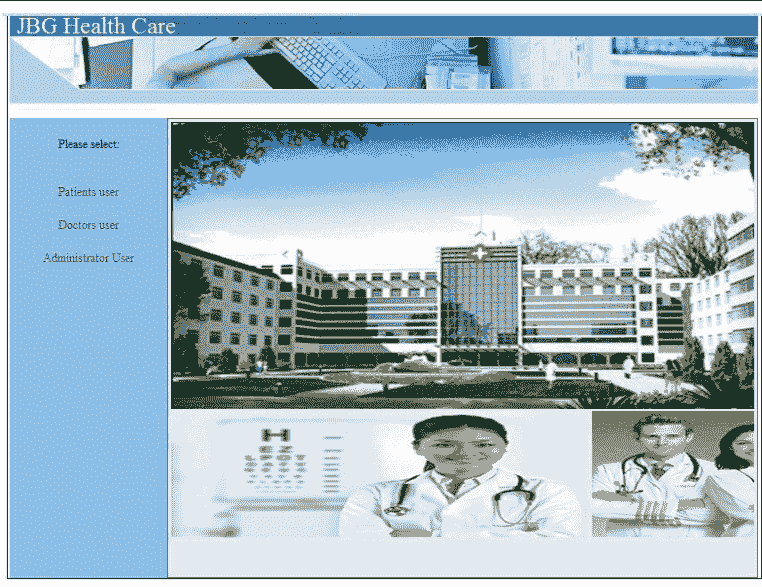 JBG Health Care
Please select:
Patients user
Doctors user
Administrator User
H